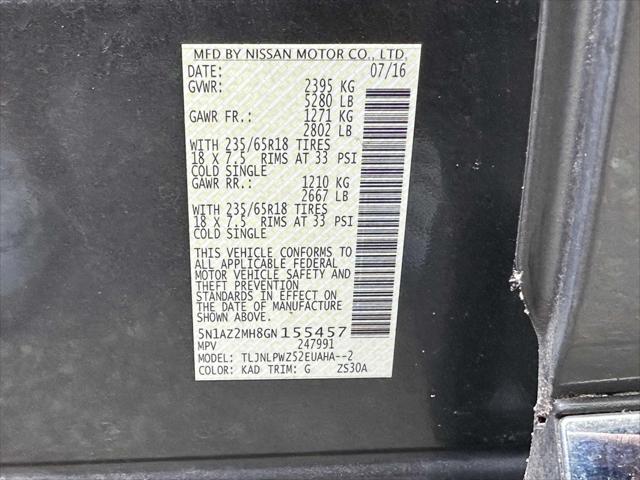 MFD BY NISSAN MOTOR CO., LTD.
DATE: 07/16
GVWR: 2395 KG
5280 LB
GAWR FR.: 1271 KG
2802 LB
WITH 235/65R18 TIRES
18 X 7.5 RIMS AT 33 PSI
COLD SINGLE
GAWR RR.: 1210 KG
2667 LB
WITH 235/65R18 TIRES
18 X 7.5 RIMS AT 33 PSI
COLD SINGLE
THIS VEHICLE CONFORMS TO
ALL APPLICABLE FEDERAL
MOTOR VEHICLE SAFETY AND
THEFT PREVENTION
STANDARDS IN EFFECT ON
THE DATE OF MANUFACTURE
SHOWN ABOVE.
5N1AZ2MH8GN155457
MPV 247991
MODEL: TLJNLPWZ52EUAHA--2
COLOR: KAD TRIM: G ZS30A